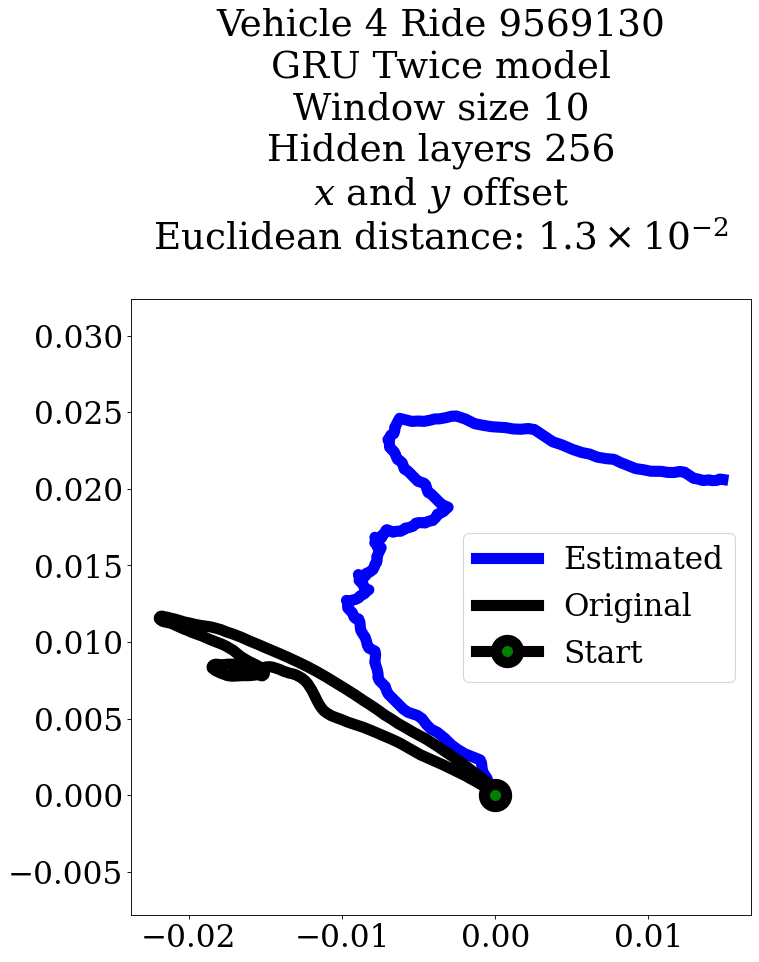 Vehicle 4 Ride 9569130
GRU Twice model
Window size 10
Hidden layers 256
x and y offset
Euclidean distance: 1.3 × 10⁻²
0.030
0.025
0.020
0.015
0.010
0.005
0.000
−0.005
Estimated
Original
Start
−0.02 −0.01 0.00 0.01